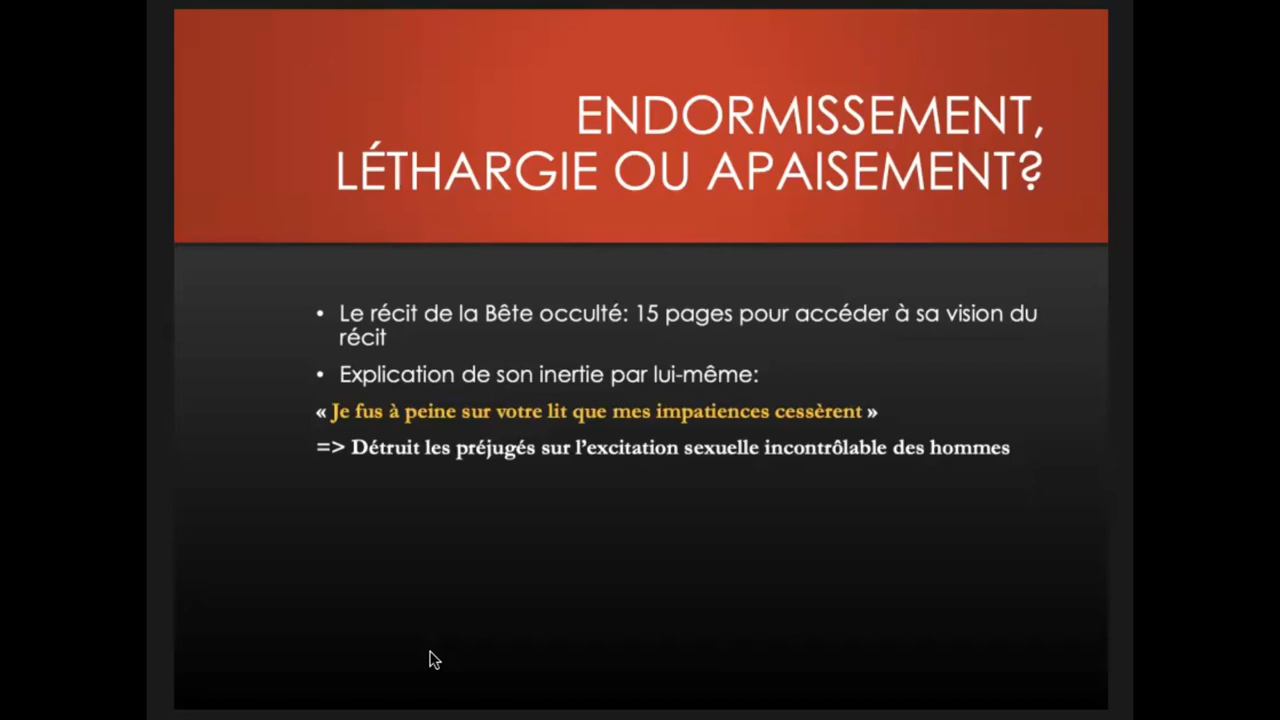 ENDORMISSEMENT,
LÉTHARGIE OU APAISEMENT?
• Le récit de la Bête occulté: 15 pages pour accéder à sa vision du
récit
• Explication de son inertie par lui-même:
« Je fus à peine sur votre lit que mes impatiences cessèrent »
=> Détruit les préjugés sur l'excitation sexuelle incontrôlable des hommes